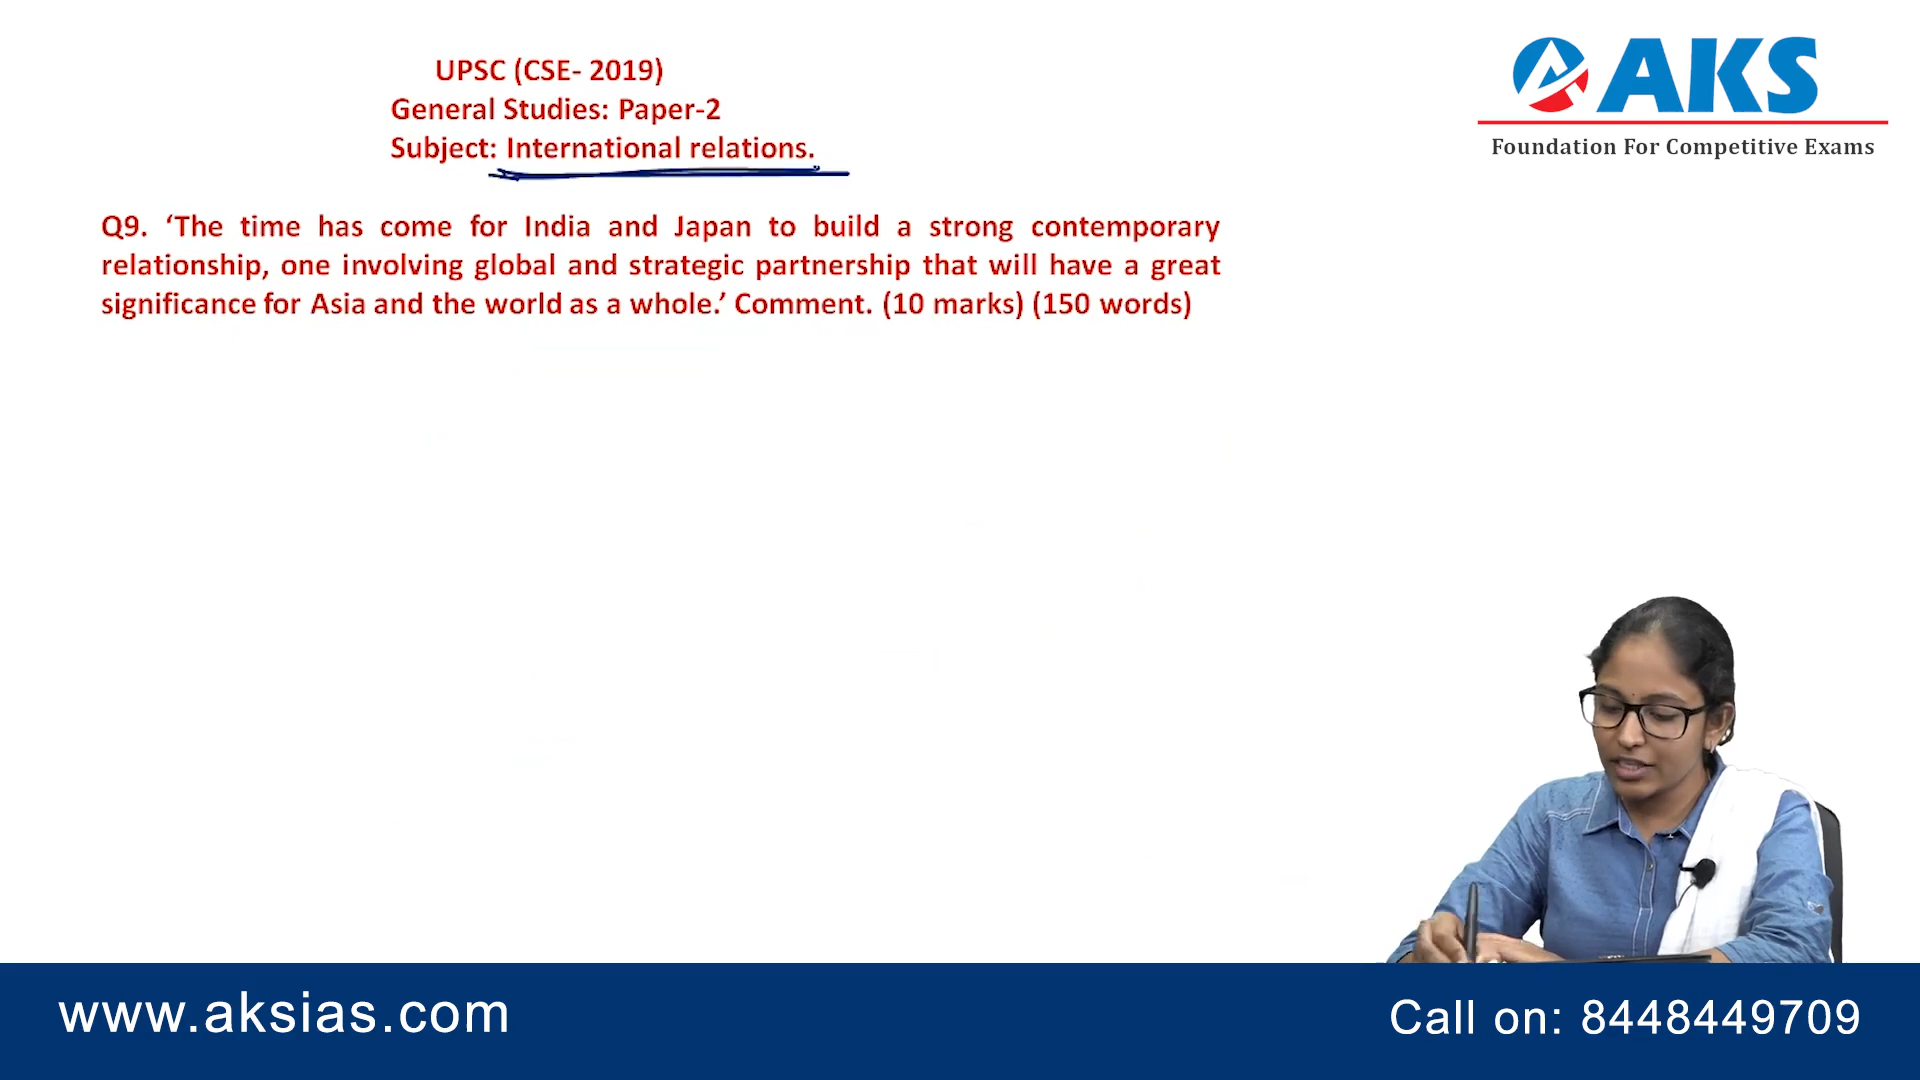 UPSC (CSE- 2019)
General Studies: Paper-2
Subject: International relations.
AKS
Foundation For Competitive Exams
Q9. ‘The time has come for India and Japan to build a strong contemporary
relationship, one involving global and strategic partnership that will have a great
significance for Asia and the world as a whole.’ Comment. (10 marks) (150 words)
www.aksias.com
Call on: 8448449709